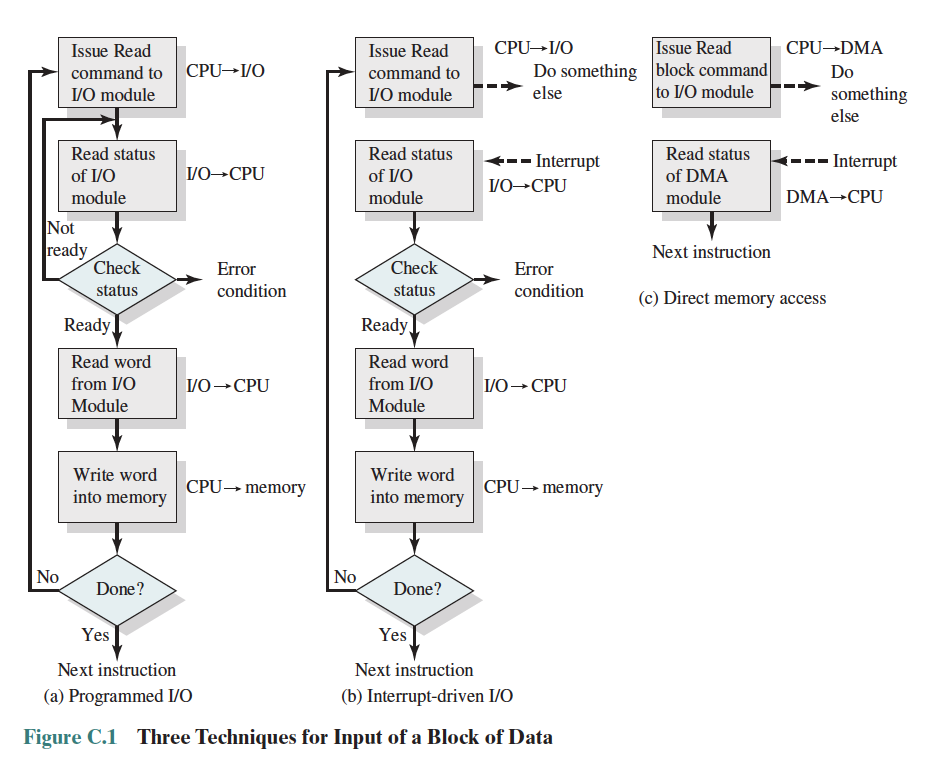 Issue Read
command to
I/O module
CPU→I/O
Read status
of I/O
module
I/O→CPU
Not
ready
Check
status
Error
condition
Ready
Read word
from I/O
Module
I/O→CPU
Write word
into memory
CPU→memory
No
Done?
Yes
Next instruction
(a) Programmed I/O
Issue Read
command to
I/O module
CPU→I/O
Do something
else
Read status
of I/O
module
Interrupt
I/O→CPU
Check
status
Error
condition
Ready
Read word
from I/O
Module
I/O→CPU
Write word
into memory
CPU→memory
No
Done?
Yes
Next instruction
(b) Interrupt-driven I/O
Issue Read
block command
to I/O module
CPU→DMA
Do
something
else
Read status
of DMA
module
Interrupt
DMA→CPU
Next instruction
(c) Direct memory access
Figure C.1 Three Techniques for Input of a Block of Data